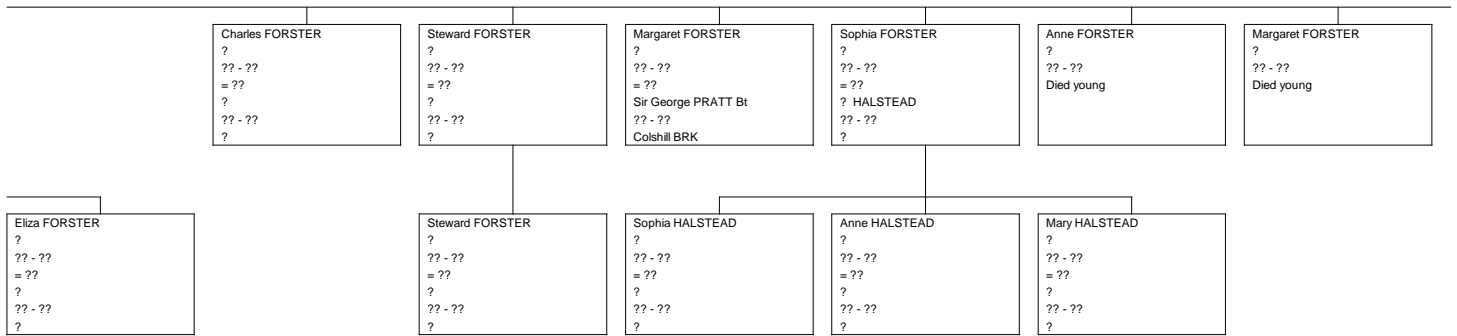 Charles FORSTER
?
?? - ??
= ??
?
?? - ??
?
Steward FORSTER
?
?? - ??
= ??
?
?? - ??
?
Margaret FORSTER
?
?? - ??
= ??
Sir George PRATT Bt
?? - ??
Colshill BRK
Sophia FORSTER
?
?? - ??
= ??
? HALSTEAD
?? - ??
?
Anne FORSTER
?
?? - ??
Died young
Margaret FORSTER
?
?? - ??
Died young
Eliza FORSTER
?
?? - ??
= ??
?
?? - ??
?
Steward FORSTER
?
?? - ??
= ??
?
?? - ??
?
Sophia HALSTEAD
?
?? - ??
= ??
?
?? - ??
?
Anne HALSTEAD
?
?? - ??
= ??
?
?? - ??
?
Mary HALSTEAD
?
?? - ??
= ??
?
?? - ??
?